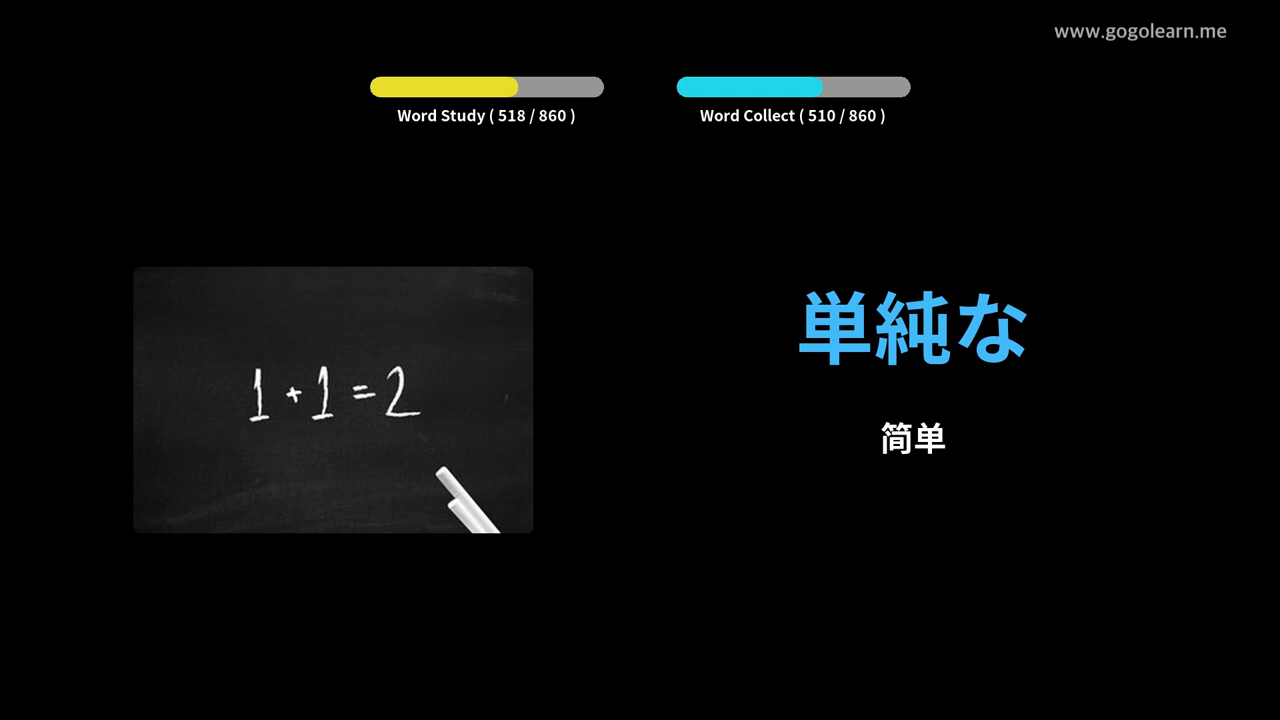 www.gogolearn.me
Word Study ( 518 / 860 )
Word Collect ( 510 / 860 )
1 + 1 = 2
単純な
简单